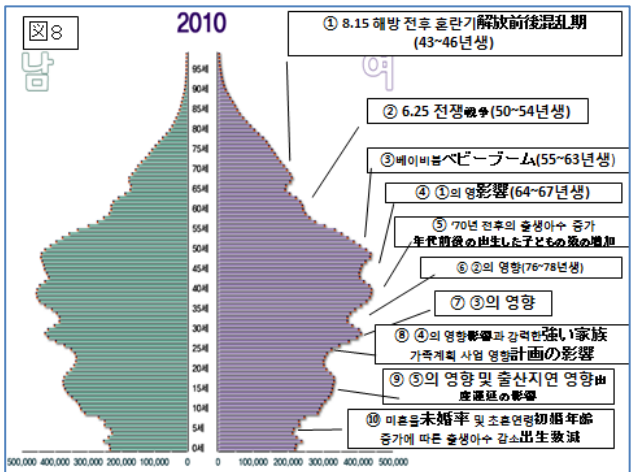 図8
2010
남
여
① 8.15 해방 전후 혼란기解放前後混乱期
(43~46년생)
② 6.25 전쟁戦争(50~54년생)
③베이비붐ベビーブーム(55~63년생)
④ ①의 영影響(64~67년생)
⑤ '70년 전후의 출생아수 증가
年代前後の出生した子どもの数の増加
⑥ ②의 영향(76~78년생)
⑦ ③의 영향
⑧ ④의 영향影響과 강력한強い家族
가족계획 사업 영향計画の影響
⑨ ⑤의 영향 및 출산지연 영향出
産遅延の影響
⑩ 미혼율未婚率 및 초혼연령初婚年齢
증가에 따른 출생아수 감소出生数減
95세
90세
85세
80세
75세
70세
65세
60세
55세
50세
45세
40세
35세
30세
25세
20세
15세
10세
5세
0세
500,000 400,000 300,000 200,000 100,000 0 0 100,000 200,000 300,000 400,000 500,000